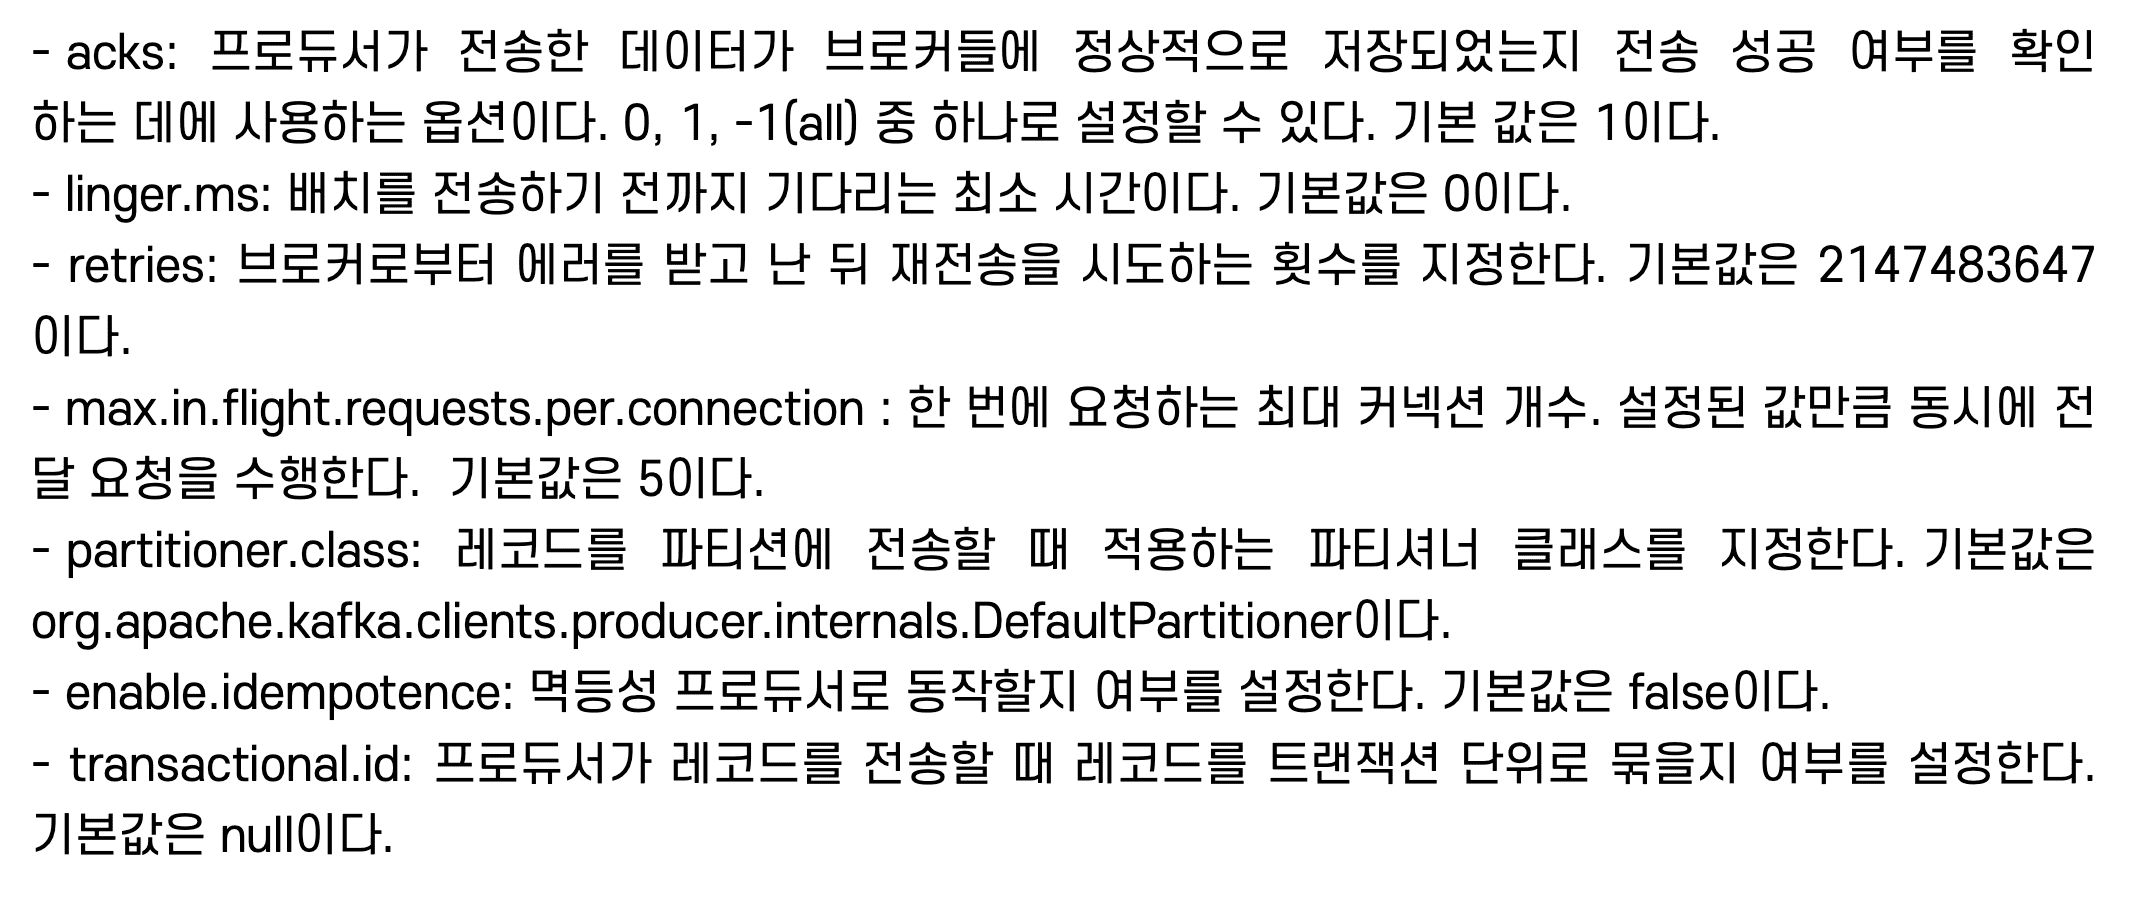 - acks: 프로듀서가 전송한 데이터가 브로커들에 정상적으로 저장되었는지 전송 성공 여부를 확인
하는 데에 사용하는 옵션이다. 0, 1, -1(all) 중 하나로 설정할 수 있다. 기본 값은 1이다.
- linger.ms: 배치를 전송하기 전까지 기다리는 최소 시간이다. 기본값은 0이다.
- retries: 브로커로부터 에러를 받고 난 뒤 재전송을 시도하는 횟수를 지정한다. 기본값은 2147483647
이다.
- max.in.flight.requests.per.connection : 한 번에 요청하는 최대 커넥션 개수. 설정된 값만큼 동시에 전
달 요청을 수행한다.  기본값은 5이다.
- partitioner.class: 레코드를 파티션에 전송할 때 적용하는 파티셔너 클래스를 지정한다. 기본값은
org.apache.kafka.clients.producer.internals.DefaultPartitioner이다.
- enable.idempotence: 멱등성 프로듀서로 동작할지 여부를 설정한다. 기본값은 false이다.
- transactional.id: 프로듀서가 레코드를 전송할 때 레코드를 트랜잭션 단위로 묶을지 여부를 설정한다.
기본값은 null이다.